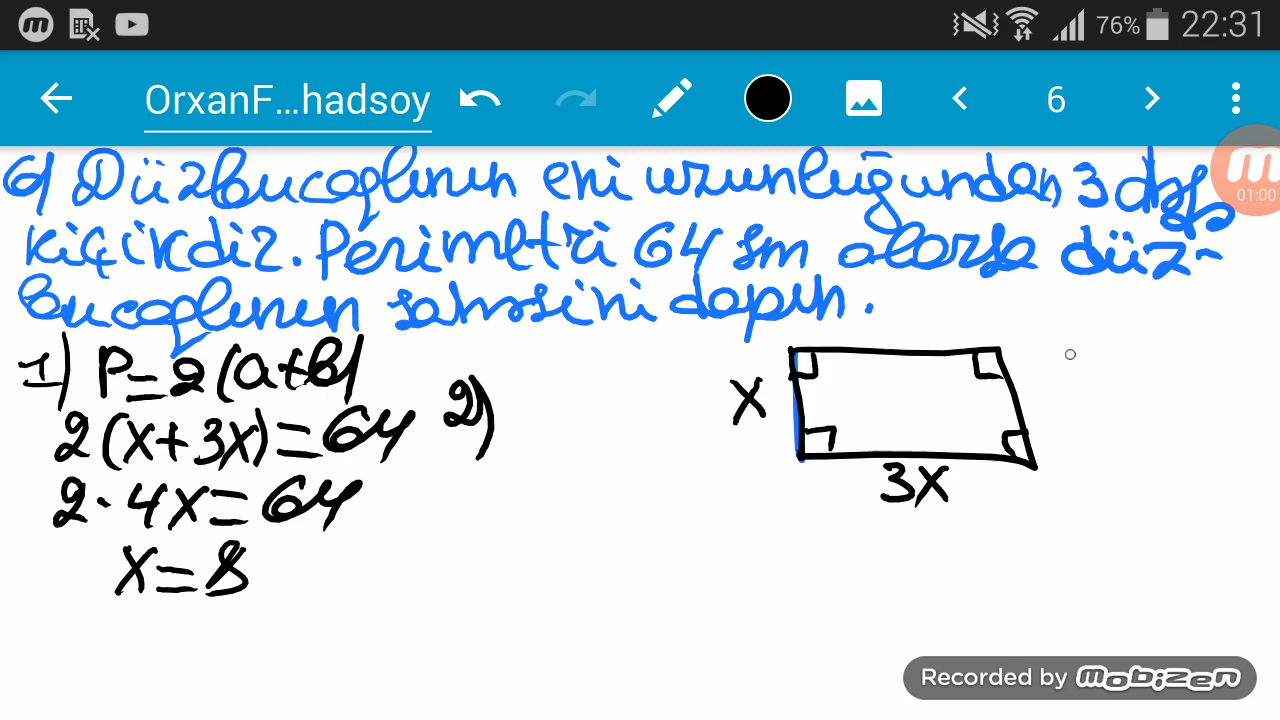 22:31
76%
OrxanF...hadsoy
6
01:00
6) Düzbucaqlının eni uzunluğundan 3 dəfə
kiçikdir. Perimetri 64 sm olarsa düz-
bucaqlının sahəsini tapın.
1) P=2(a+b)
2(x+3x)=64
2·4x=64
x=8
2)
x
3x
Recorded by mobizen